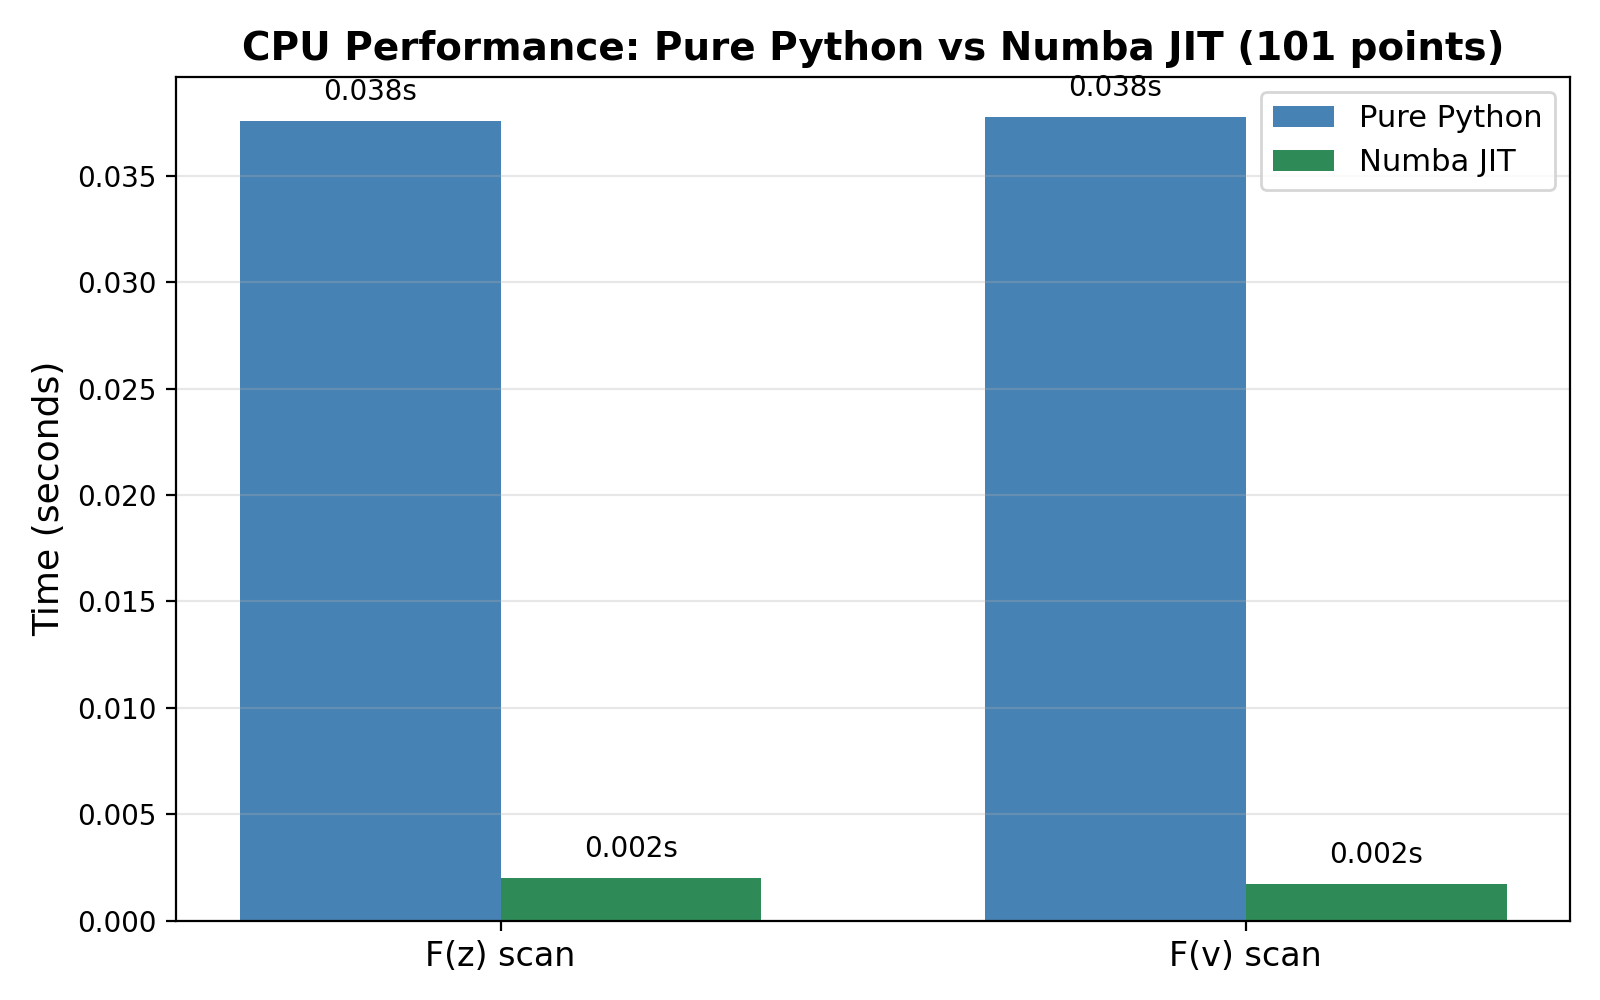 CPU Performance: Pure Python vs Numba JIT (101 points)
0.038s
0.038s
Pure Python
Numba JIT
0.035
0.030
0.025
0.020
0.015
0.010
0.005
0.000
Time (seconds)
0.002s
0.002s
F(z) scan
F(v) scan